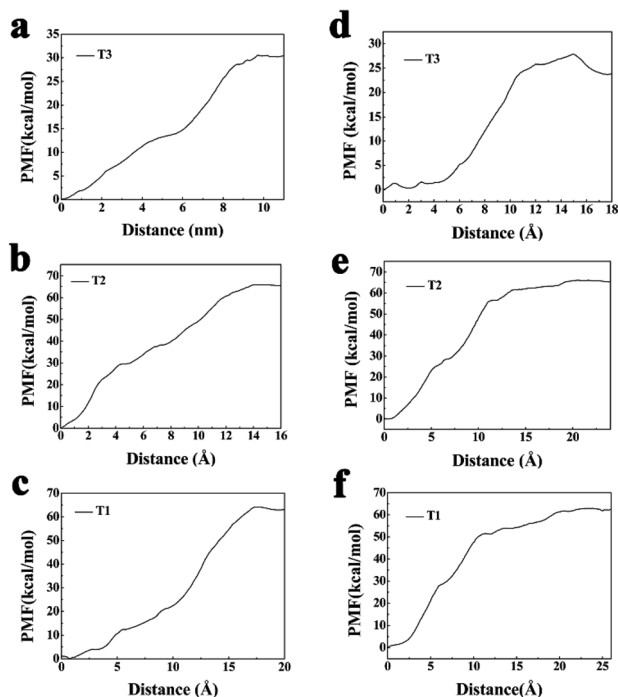 a
T3
PMF(kcal/mol)
35
30
25
20
15
10
5
0
0 2 4 6 8 10
Distance (nm)
d
T3
PMF (kcal/mol)
30
25
20
15
10
5
0
0 2 4 6 8 10 12 14 16 18
Distance (Å)
b
T2
PMF(kcal/mol)
70
60
50
40
30
20
10
0
0 2 4 6 8 10 12 14 16
Distance (Å)
e
T2
PMF(kcal/mol)
70
60
50
40
30
20
10
0
0 5 10 15 20
Distance (Å)
c
T1
PMF(kcal/mol)
70
60
50
40
30
20
10
0
0 5 10 15 20
Distance (Å)
f
T1
PMF(kcal/mol)
70
60
50
40
30
20
10
0
0 5 10 15 20 25
Distance(Å)